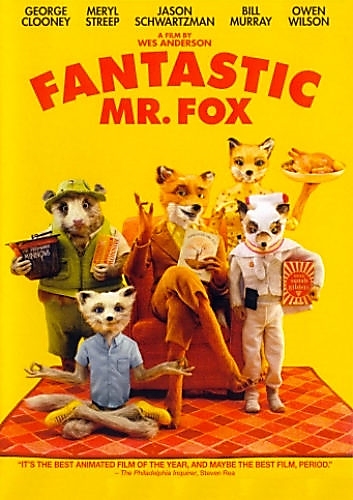 GEORGE CLOONEY
MERYL STREEP
JASON SCHWARTZMAN
BILL MURRAY
OWEN WILSON
A FILM BY
WES ANDERSON
FANTASTIC
MR. FOX
MINNOWS
"IT'S THE BEST ANIMATED FILM OF THE YEAR, AND MAYBE THE BEST FILM, PERIOD."
— The Philadelphia Inquirer, Steven Rea